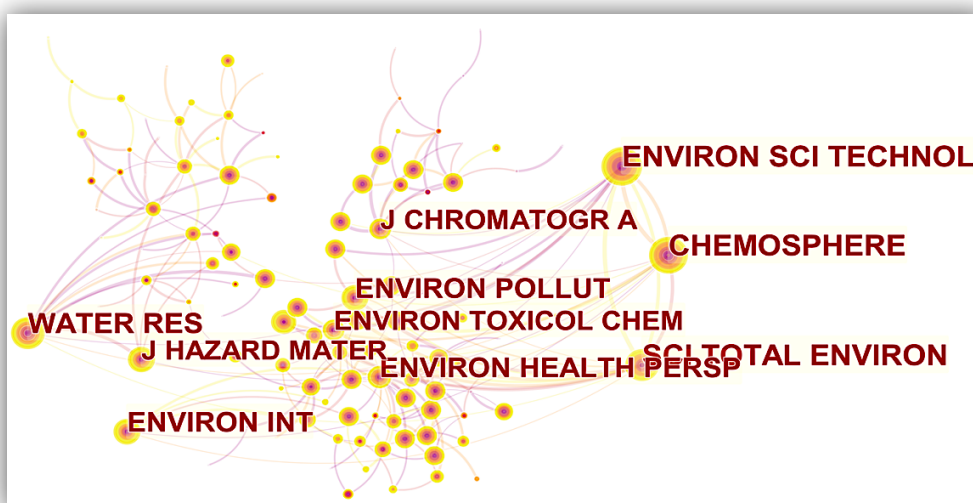 ENVIRON SCI TECHNOL
J CHROMATOGR A
CHEMOSPHERE
ENVIRON POLLUT
WATER RES
ENVIRON TOXICOL CHEM
J HAZARD MATER
SCI TOTAL ENVIRON
ENVIRON HEALTH PERSP
ENVIRON INT